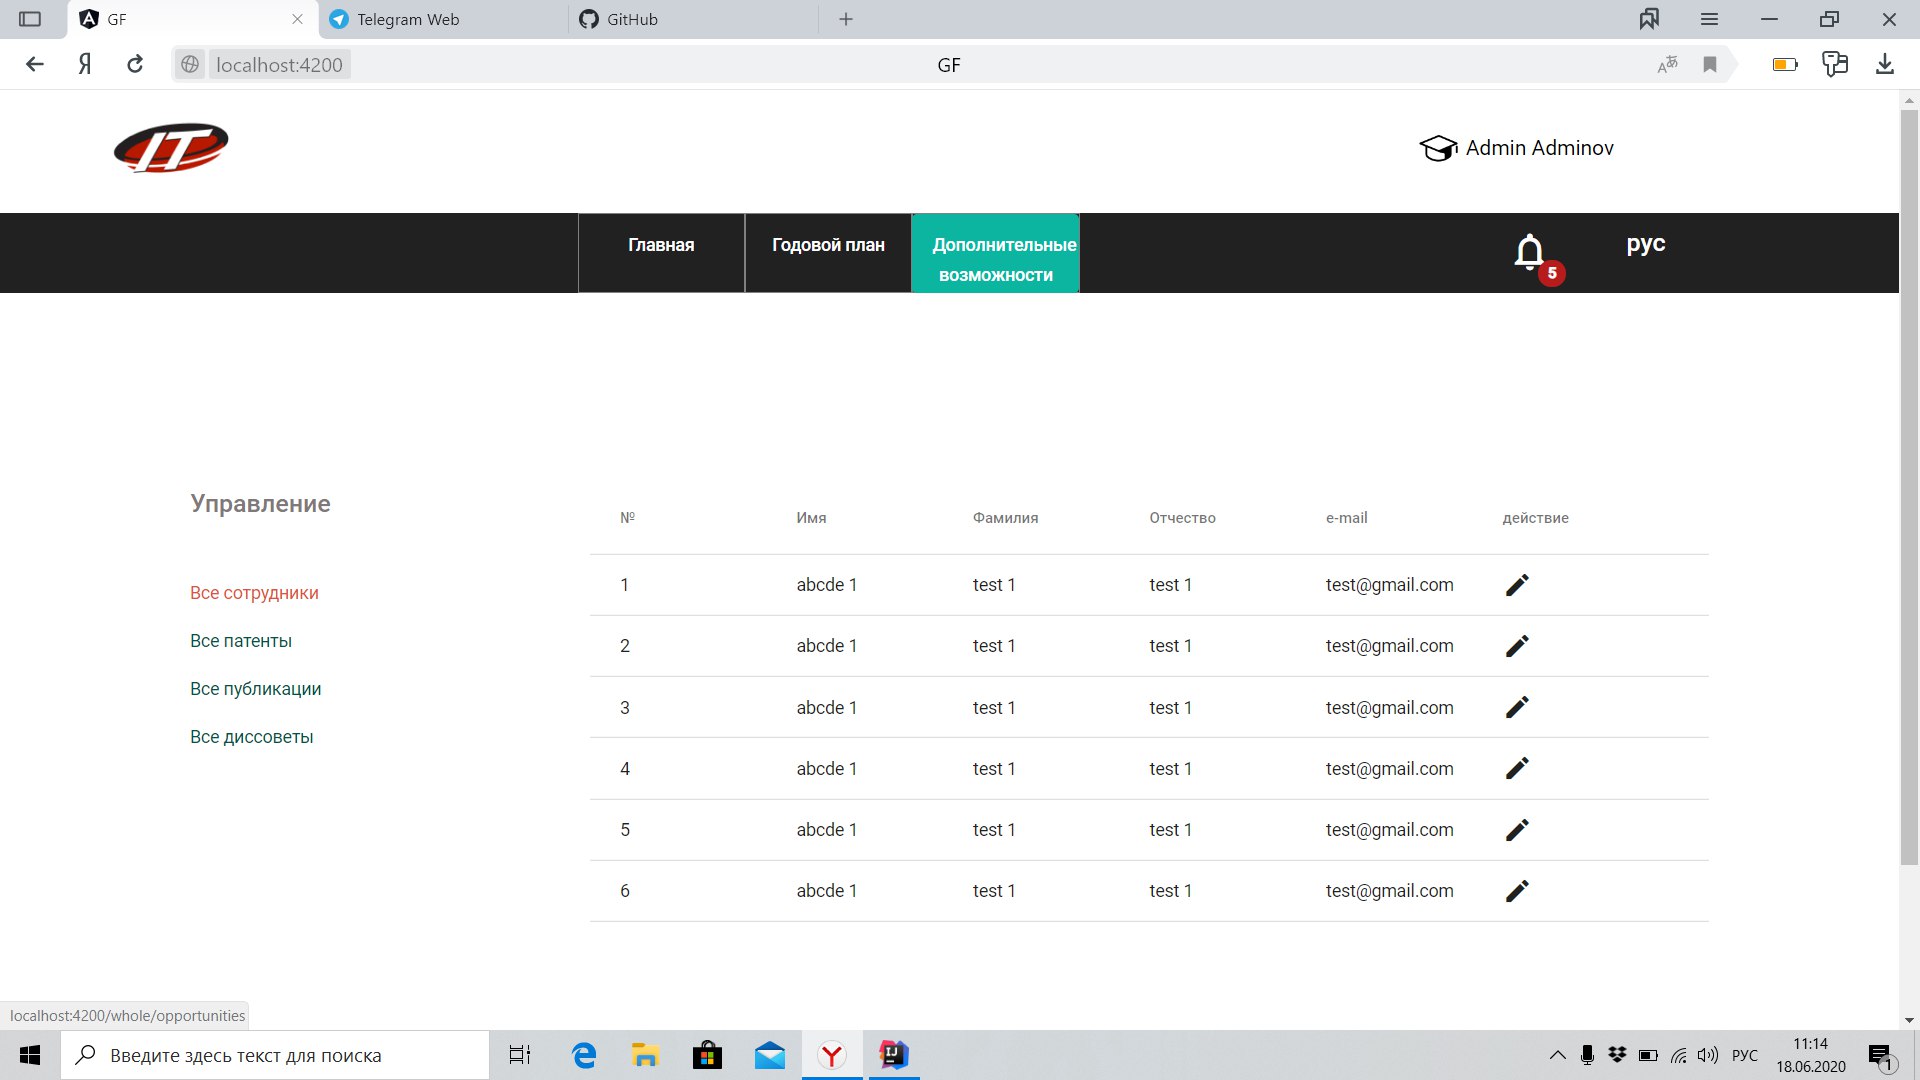 GF
Telegram Web
GitHub
Я
localhost:4200
GF
IT
Admin Adminov
Главная
Годовой план
Дополнительные
возможности
5
рус
Управление
Все сотрудники
Все патенты
Все публикации
Все диссоветы
№ Имя Фамилия Отчество e-mail действие
1 abcde 1 test 1 test 1 test@gmail.com
2 abcde 1 test 1 test 1 test@gmail.com
3 abcde 1 test 1 test 1 test@gmail.com
4 abcde 1 test 1 test 1 test@gmail.com
5 abcde 1 test 1 test 1 test@gmail.com
6 abcde 1 test 1 test 1 test@gmail.com
localhost:4200/whole/opportunities
Введите здесь текст для поиска
РУС
11:14
18.06.2020
1